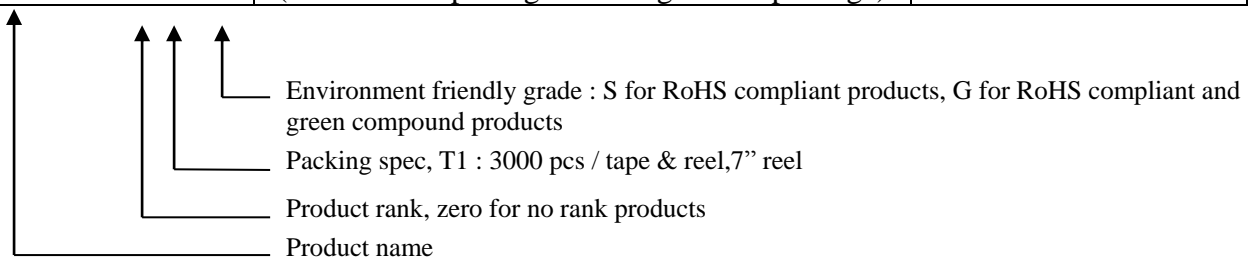 Environment friendly grade : S for RoHS compliant products, G for RoHS compliant and
green compound products
Packing spec, T1 : 3000 pcs / tape & reel,7” reel
Product rank, zero for no rank products
Product name